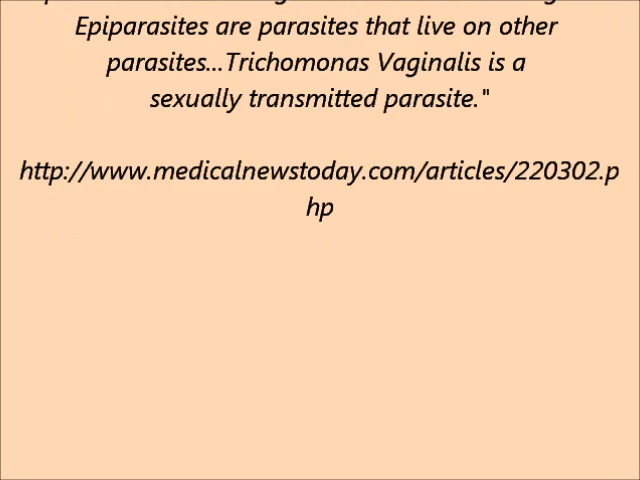 Epiparasites are parasites that live on other
parasites...Trichomonas Vaginalis is a
sexually transmitted parasite."
http://www.medicalnewstoday.com/articles/220302.p
hp